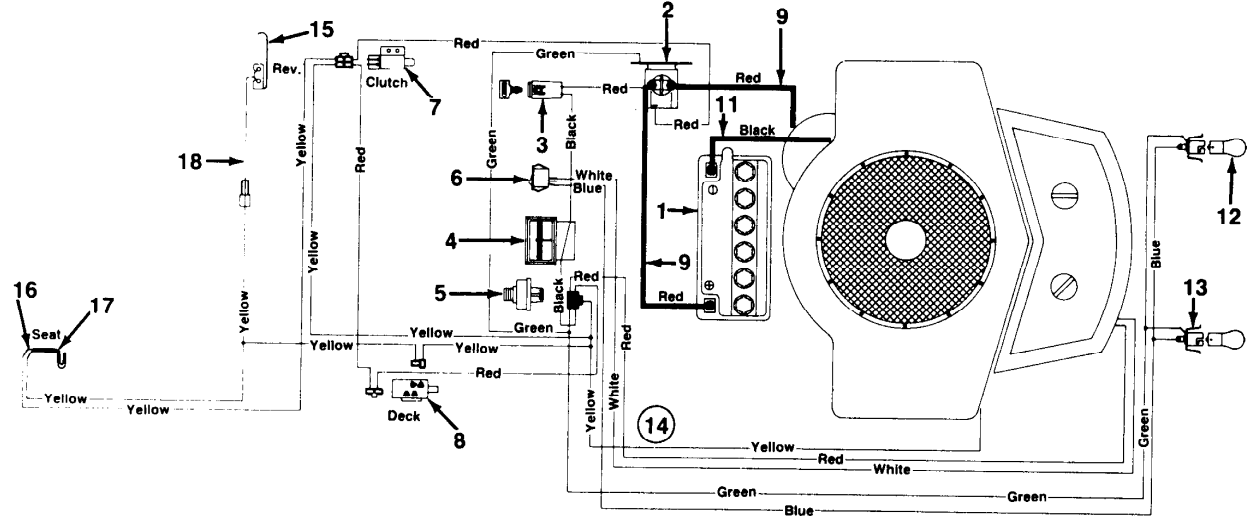 15
2
9
Rev.
Clutch
7
Red
Green
Red
3
Black
Red
Red
11
Black
Yellow
Red
Green
18
6
White
Blue
4
1
12
Blue
Yellow
5
Black
Red
9
Red
13
16
Seat
17
Yellow
Yellow
Yellow
Green
Yellow
Red
Red
Yellow
Yellow
Deck
8
Yellow
White
14
Green
Yellow
Red
White
Green
Green
Blue